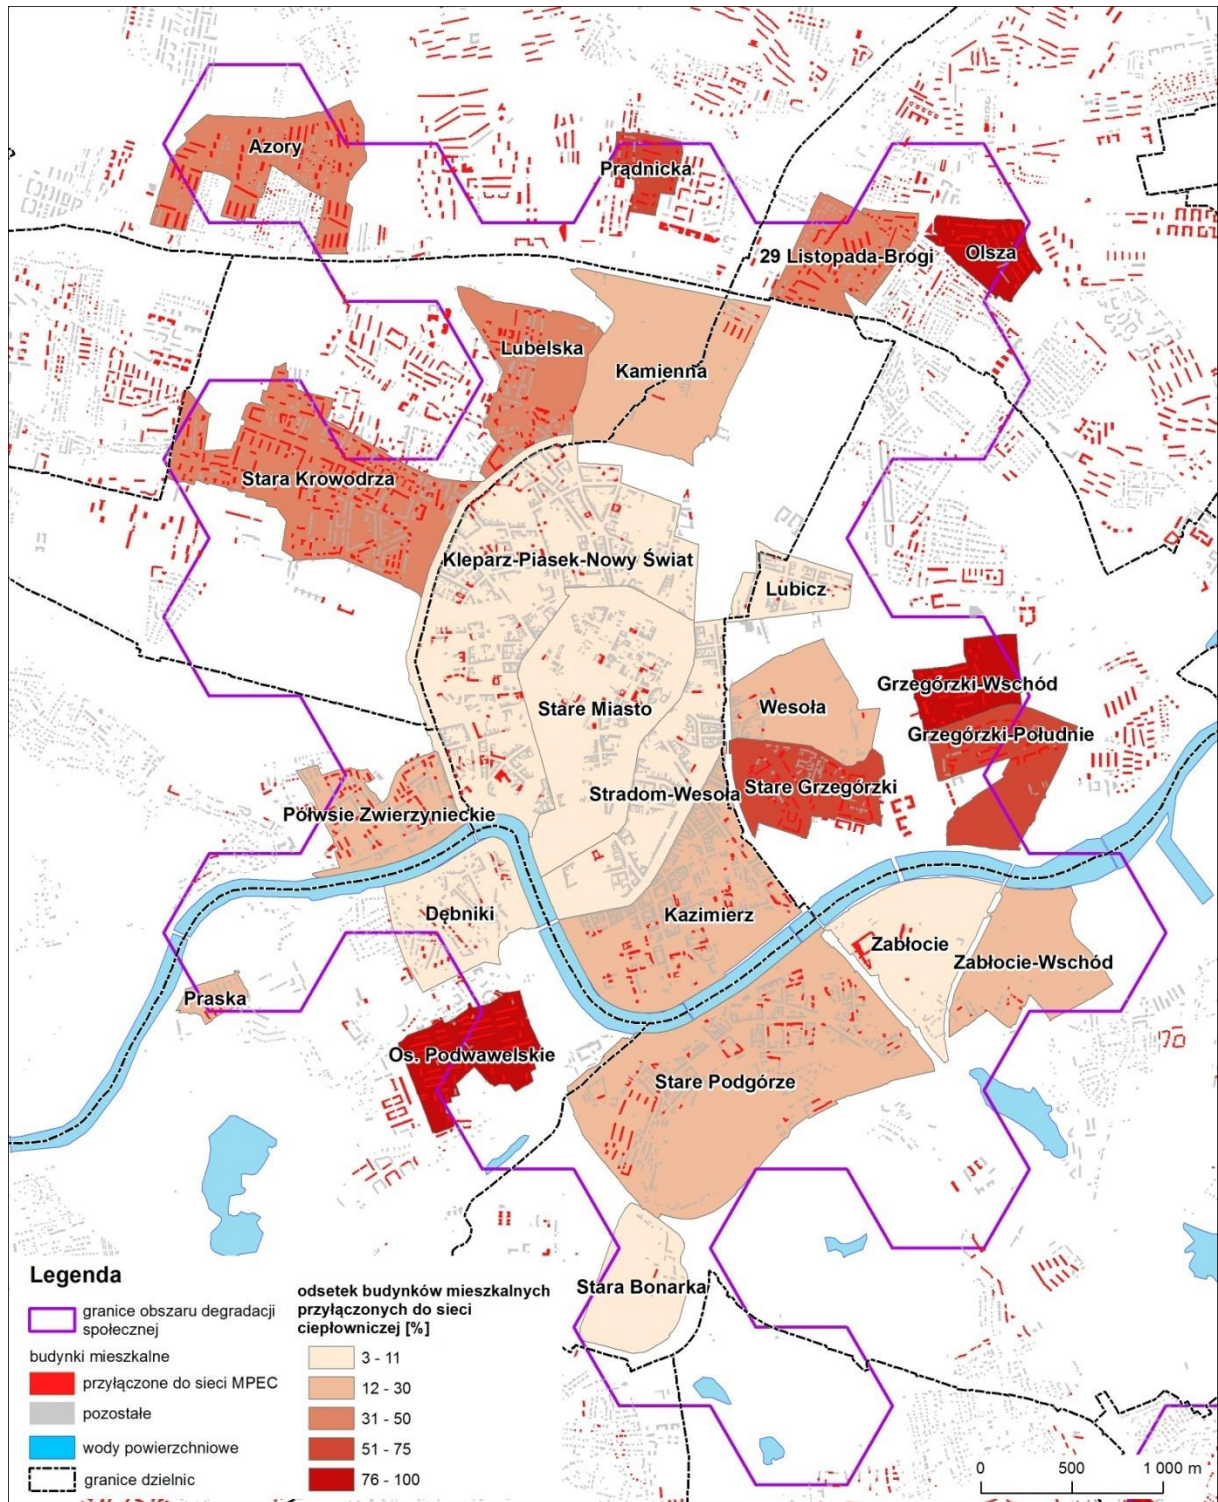 Azory
Prądnicka
29 Listopada-Brogi
Olsza
Lubelska
Kamienna
Stara Krowodrza
Kleparz-Piasek-Nowy Świat
Lubicz
Grzegórzki-Wschód
Stare Miasto
Wesoła
Grzegórzki-Południe
Stradom-Wesoła
Stare Grzegórzki
Półwsie Zwierzynieckie
Dębniki
Kazimierz
Zabłocie
Zabłocie-Wschód
Praska
Os. Podwawelskie
Stare Podgórze
Stara Bonarka
Legenda
granice obszaru degradacji
społecznej
budynki mieszkalne
przyłączone do sieci MPEC
pozostałe
wody powierzchniowe
granice dzielnic
odsetek budynków mieszkalnych
przyłączonych do sieci
ciepłowniczej [%]
3 - 11
12 - 30
31 - 50
51 - 75
76 - 100
0 500 1 000 m